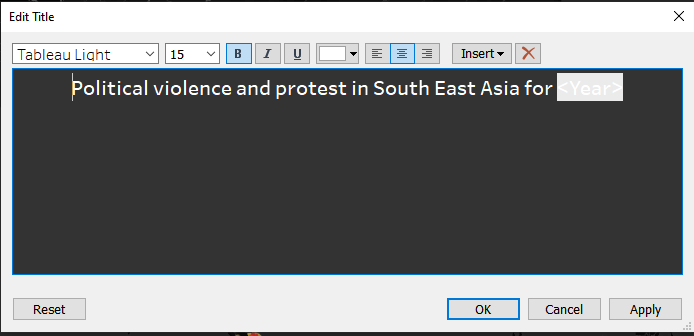 Edit Title
Tableau Light 15 B I U Insert
Political violence and protest in South East Asia for <Year>
Reset OK Cancel Apply